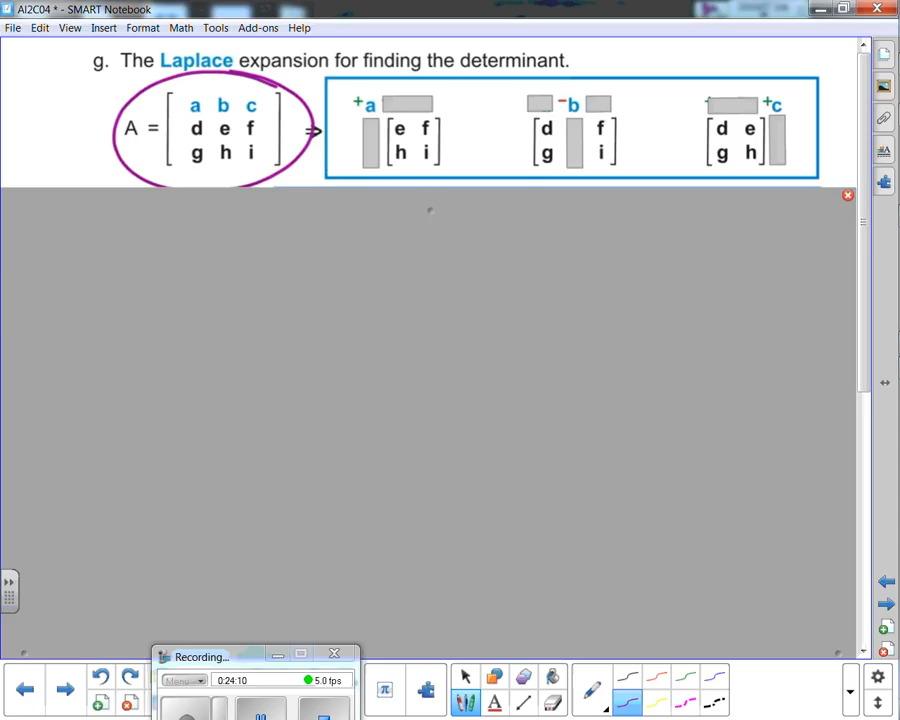 AI2C04 * - SMART Notebook
File Edit View Insert Format Math Tools Add-ons Help
g. The Laplace expansion for finding the determinant.
A = [ a b c
d e f
g h i ] ⇒
+a
[ e f
h i ]
-b
[ d f
g i ]
+c
[ d e
g h ]
Recording...
Menu 0:24:10 5.0 fps
π
A